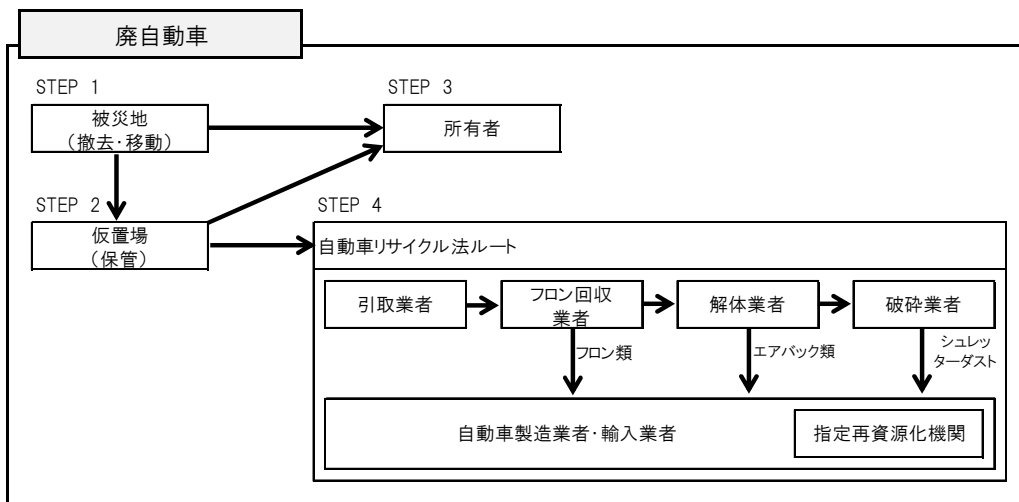 廃自動車
STEP 1
被災地
（撤去・移動）
STEP 3
所有者
STEP 2
仮置場
（保管）
STEP 4
自動車リサイクル法ルート
引取業者
フロン回収
業者
解体業者
破砕業者
フロン類
エアバック類
シュレッ
ターダスト
自動車製造業者・輸入業者
指定再資源化機関